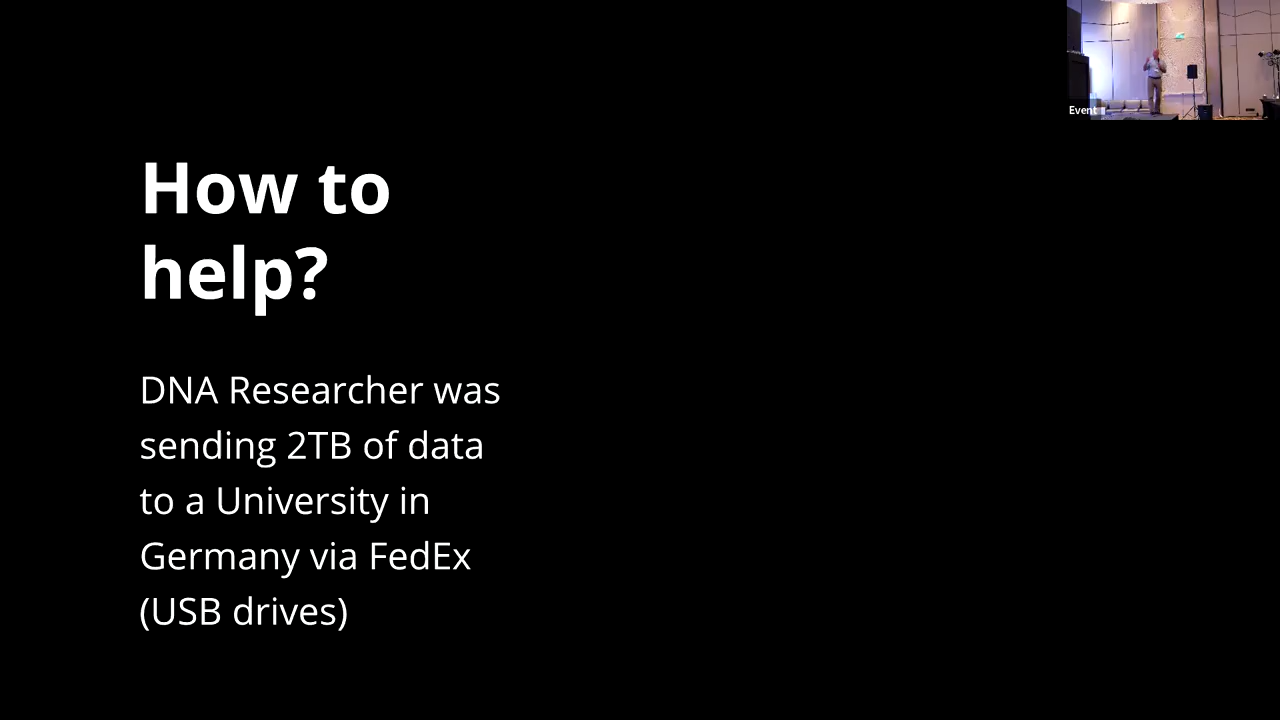 Event
How to
help?
DNA Researcher was
sending 2TB of data
to a University in
Germany via FedEx
(USB drives)